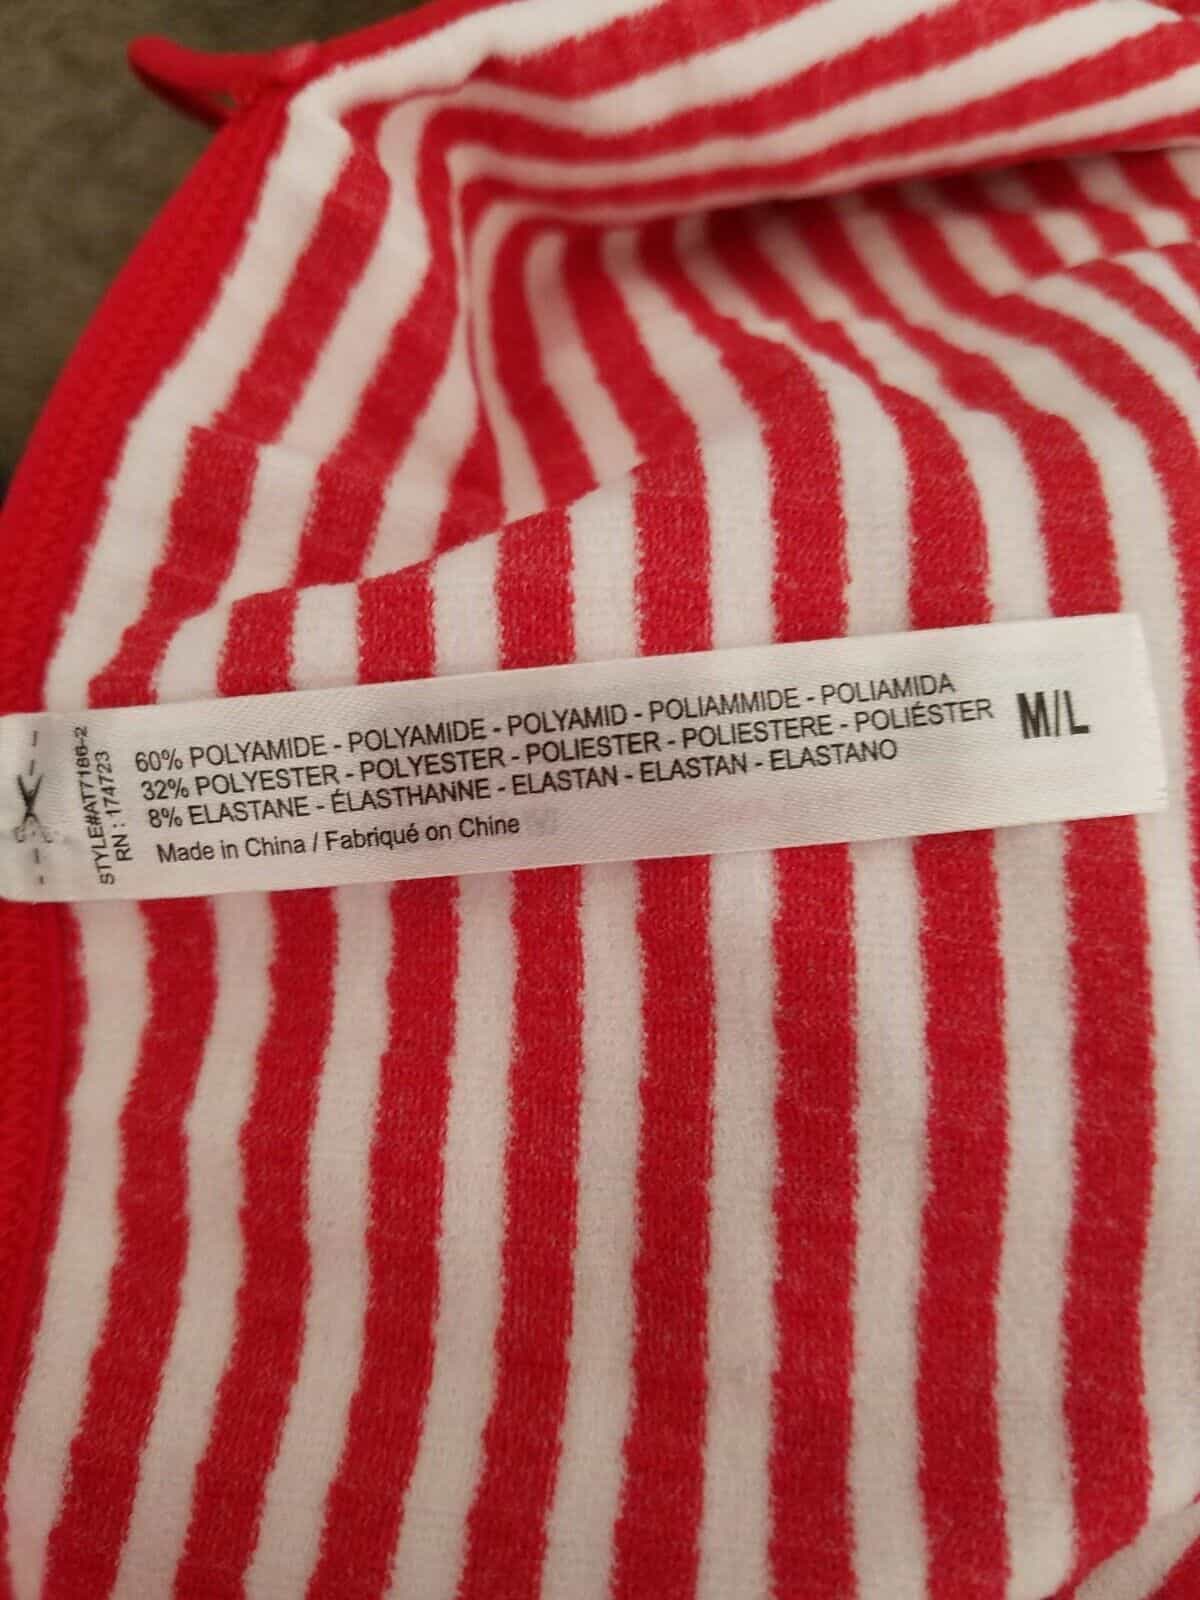 STYLE#AT7186-2
RN : 174723
60% POLYAMIDE - POLYAMIDE - POLYAMID - POLIAMMIDE - POLIAMIDA
32% POLYESTER - POLYESTER - POLIESTER - POLIESTERE - POLIÉSTER
8% ELASTANE - ÉLASTHANNE - ELASTAN - ELASTAN - ELASTANO
Made in China / Fabriqué on Chine
M/L